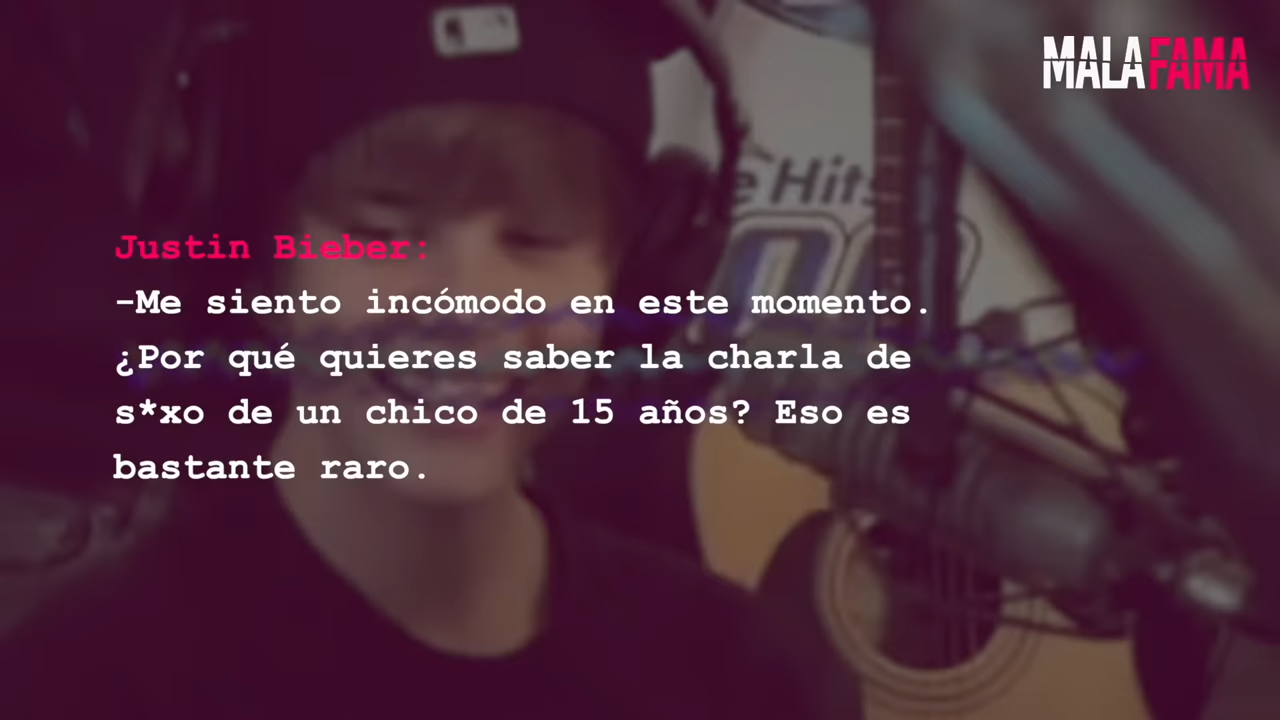 MALAFAMA
e Hits
Justin Bieber:
-Me siento incómodo en este momento.
¿Por qué quieres saber la charla de
s*xo de un chico de 15 años? Eso es
bastante raro.